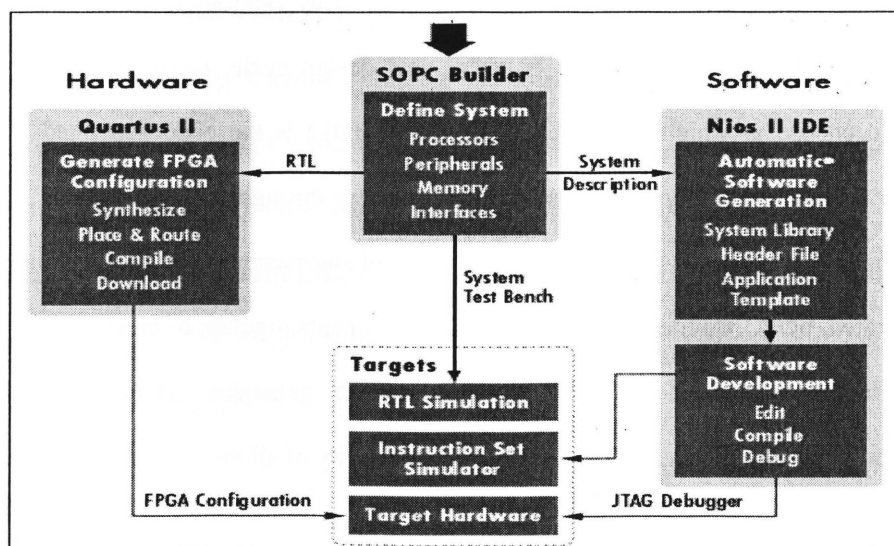 Hardware
SOPC Builder
Software
Quartus II
Define System
Processors
Peripherals
Memory
Interfaces
Nios II IDE
Generate FPGA
Configuration
Synthesize
Place & Route
Compile
Download
RTL
System
Description
Automatic
Software
Generation
System Library
Header File
Application
Template
System
Test Bench
Targets
RTL Simulation
Instruction Set
Simulator
Target Hardware
Software
Development
Edit
Compile
Debug
FPGA Configuration
JTAG Debugger